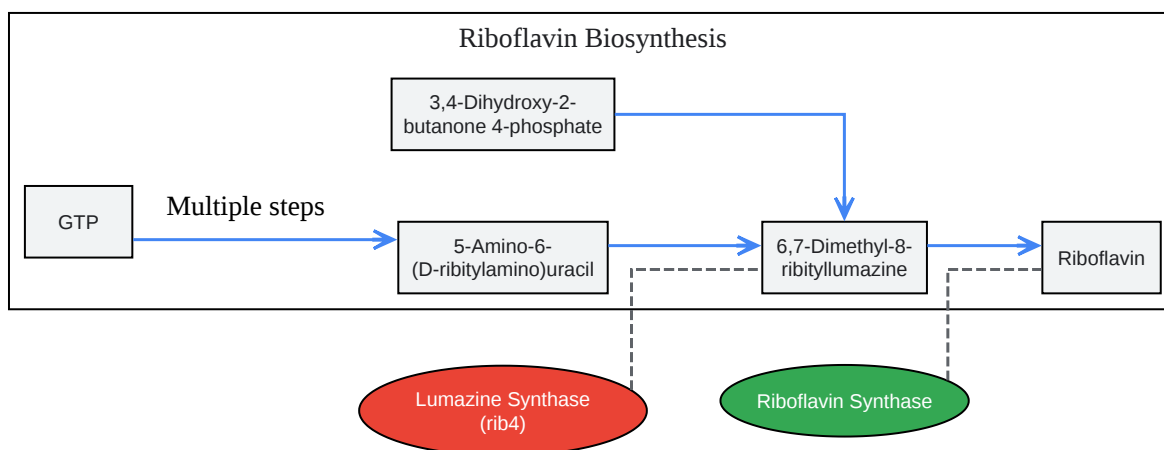 Riboflavin Biosynthesis
3,4-Dihydroxy-2-
butanone 4-phosphate
GTP
Multiple steps
5-Amino-6-
(D-ribitylamino)uracil
6,7-Dimethyl-8-
ribityllumazine
Riboflavin
Lumazine Synthase
(rib4)
Riboflavin Synthase